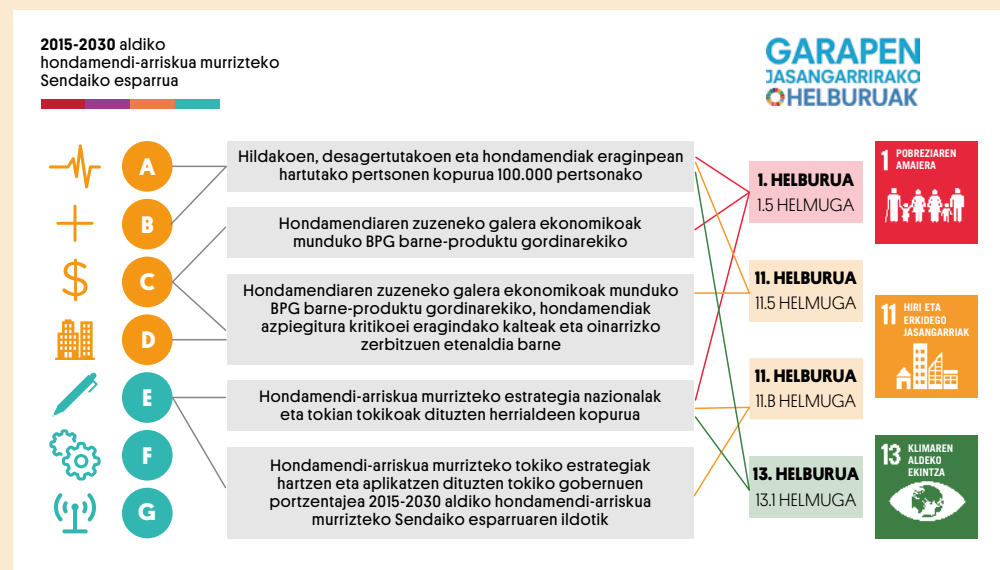 2015-2030 aldiko
hondamendi-arriskua murrizteko
Sendaiko esparrua
GARAPEN
JASANGARRIRAKO
HELBURUAK
A
B
C
D
E
F
G
Hildakoen, desagertutakoen eta hondamendiak eraginpean
hartutako pertsonen kopurua 100.000 pertsonako
Hondamendiaren zuzeneko galera ekonomikoak
munduko BPG barne-produktu gordinarekiko
Hondamendiaren zuzeneko galera ekonomikoak munduko
BPG barne-produktu gordinarekiko, hondamendiak
azpiegitura kritikoei eragindako kalteak eta oinarrizko
zerbitzuen etenaldia barne
Hondamendi-arriskua murrizteko estrategia nazionalak
eta tokian tokikoak dituzten herrialdeen kopurua
Hondamendi-arriskua murrizteko tokiko estrategiak
hartzen eta aplikatzen dituzten tokiko gobernuen
portzentajea 2015-2030 aldiko hondamendi-arriskua
murrizteko Sendaiko esparruaren ildotik
1. HELBURUA
1.5 HELMUGA
11. HELBURUA
11.5 HELMUGA
11. HELBURUA
11.B HELMUGA
13. HELBURUA
13.1 HELMUGA
1 POBREZIAREN
AMAIERA
11 HIRI ETA
ERKIDEGO
JASANGARRIAK
13 KLIMAREN
ALDEKO
EKINTZA